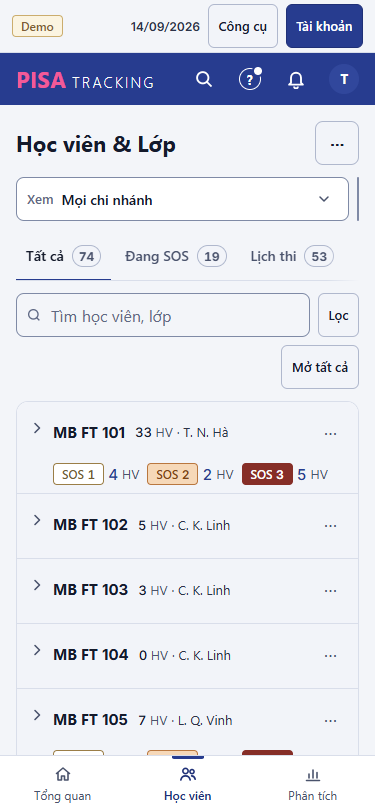 Demo 14/09/2026 Công cụ Tài khoản
PISA TRACKING ? T
Học viên & Lớp ...
Xem Mọi chi nhánh
Tất cả 74 Đang SOS 19 Lịch thi 53
Tìm học viên, lớp Lọc
Mở tất cả
MB FT 101 33 HV · T. N. Hà ...
SOS 1 4 HV SOS 2 2 HV SOS 3 5 HV
MB FT 102 5 HV · C. K. Linh ...
MB FT 103 3 HV · C. K. Linh ...
MB FT 104 0 HV · C. K. Linh ...
MB FT 105 7 HV · L. Q. Vinh ...
Tổng quan Học viên Phân tích